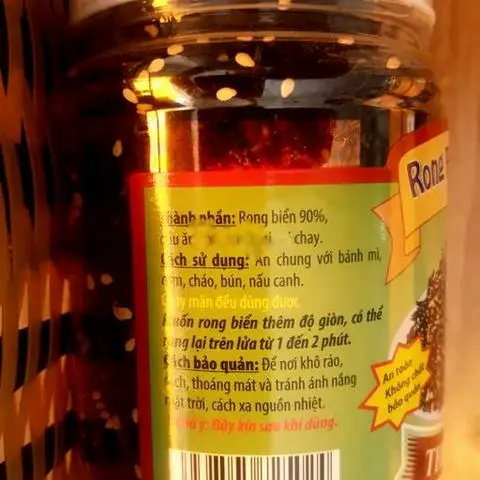 Thành phần: Rong biển 90%,
chay.
Cách sử dụng: Ăn chung với bánh mì,
cơm, cháo, bún, nấu canh.
Chay mặn đều dùng được
Muốn rong biển thêm độ giòn, có thể
rang lại trên lửa từ 1 đến 2 phút.
Cách bảo quản: Để nơi khô ráo,
sạch, thoáng mát và tránh ánh nắng
mặt trời, cách xa nguồn nhiệt.
Chú ý: Đậy kín sau khi dùng.
Rong
An toàn
Không chất
bảo quản